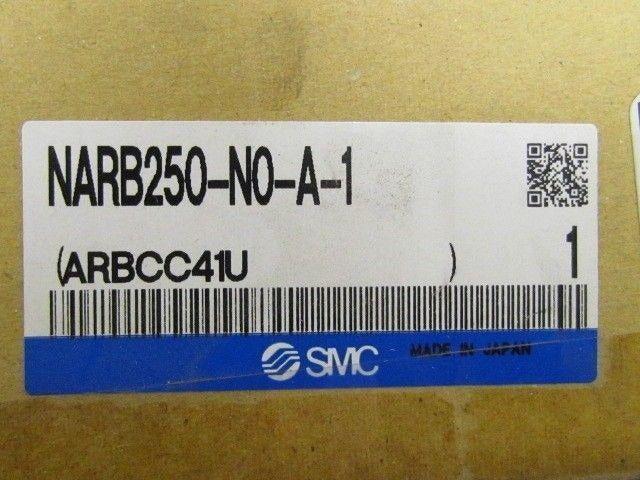 NARB250-N0-A-1
(ARBCC41U )
1
SMC
MADE IN JAPAN